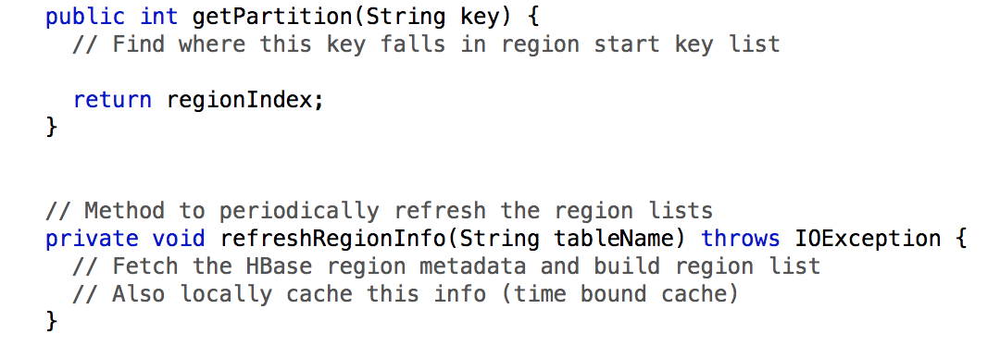 public int getPartition(String key) {
// Find where this key falls in region start key list
return regionIndex;
}
// Method to periodically refresh the region lists
private void refreshRegionInfo(String tableName) throws IOException {
// Fetch the HBase region metadata and build region list
// Also locally cache this info (time bound cache)
}